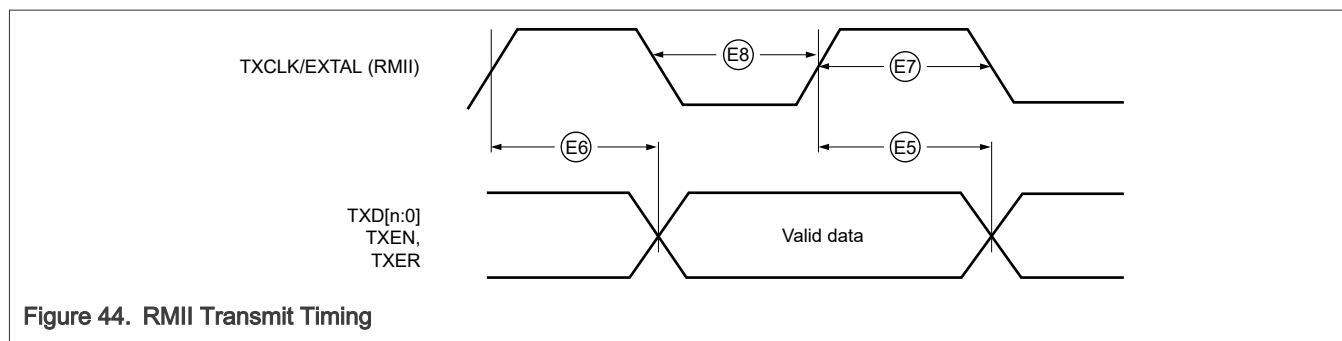 TXCLK/EXTAL (RMII)
E8
E7
E6
E5
TXD[n:0]
TXEN,
TXER
Valid data
Figure 44. RMII Transmit Timing